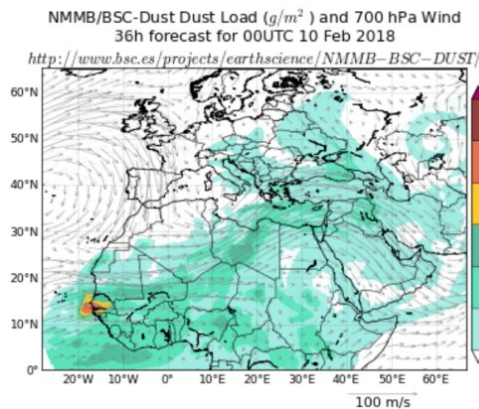 NMMB/BSC-Dust Dust Load (g/m²) and 700 hPa Wind
36h forecast for 00UTC 10 Feb 2018
http://www.bsc.es/projects/earthscience/NMMB−BSC−DUST/
60°N
50°N
40°N
30°N
20°N
10°N
0°
20°W 10°W 0° 10°E 20°E 30°E 40°E 50°E 60°E
100 m/s